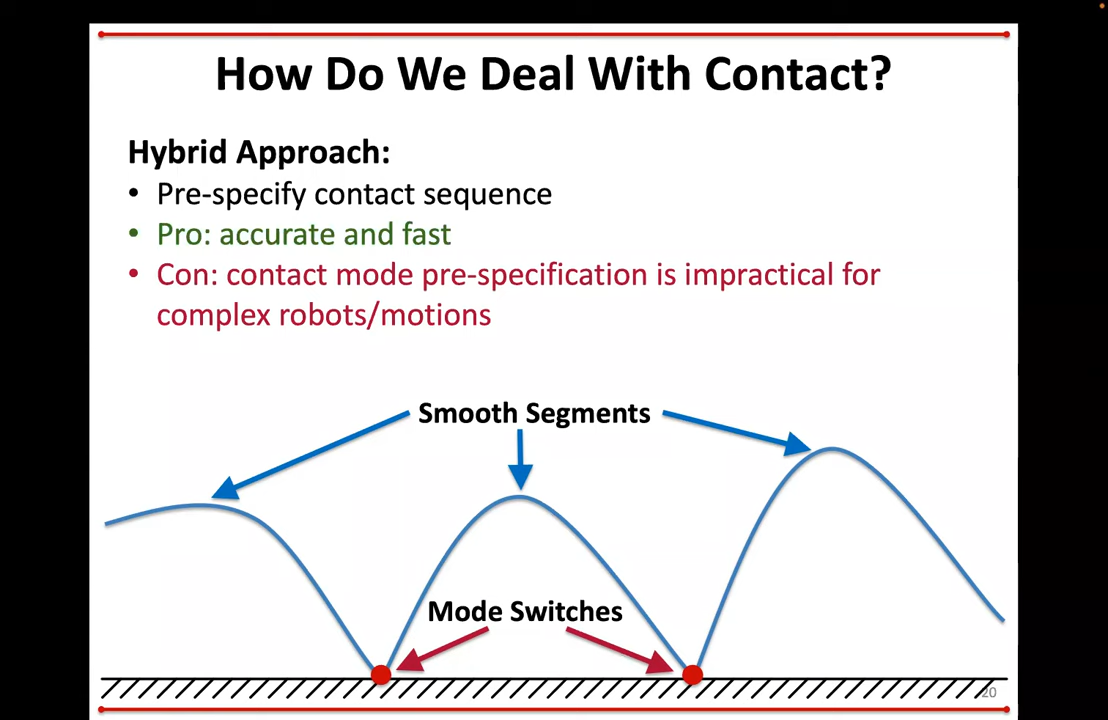 How Do We Deal With Contact?
Hybrid Approach:
• Pre-specify contact sequence
• Pro: accurate and fast
• Con: contact mode pre-specification is impractical for
complex robots/motions
Smooth Segments
Mode Switches
20